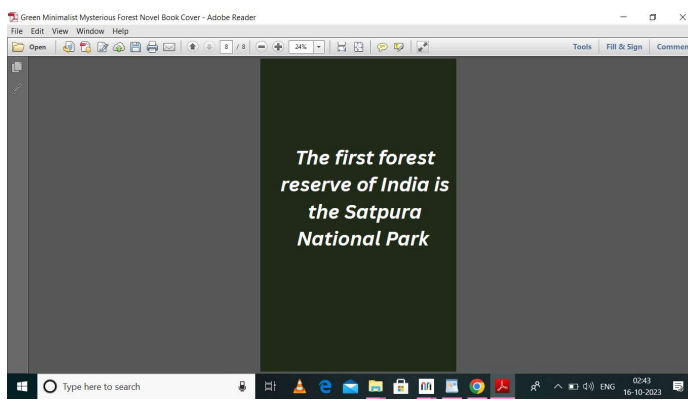 Green Minimalist Mysterious Forest Novel Book Cover - Adobe Reader
File Edit View Window Help
Open 8 / 8 24% Tools Fill & Sign Commen
The first forest
reserve of India is
the Satpura
National Park
Type here to search
ENG 02:43
16-10-2023